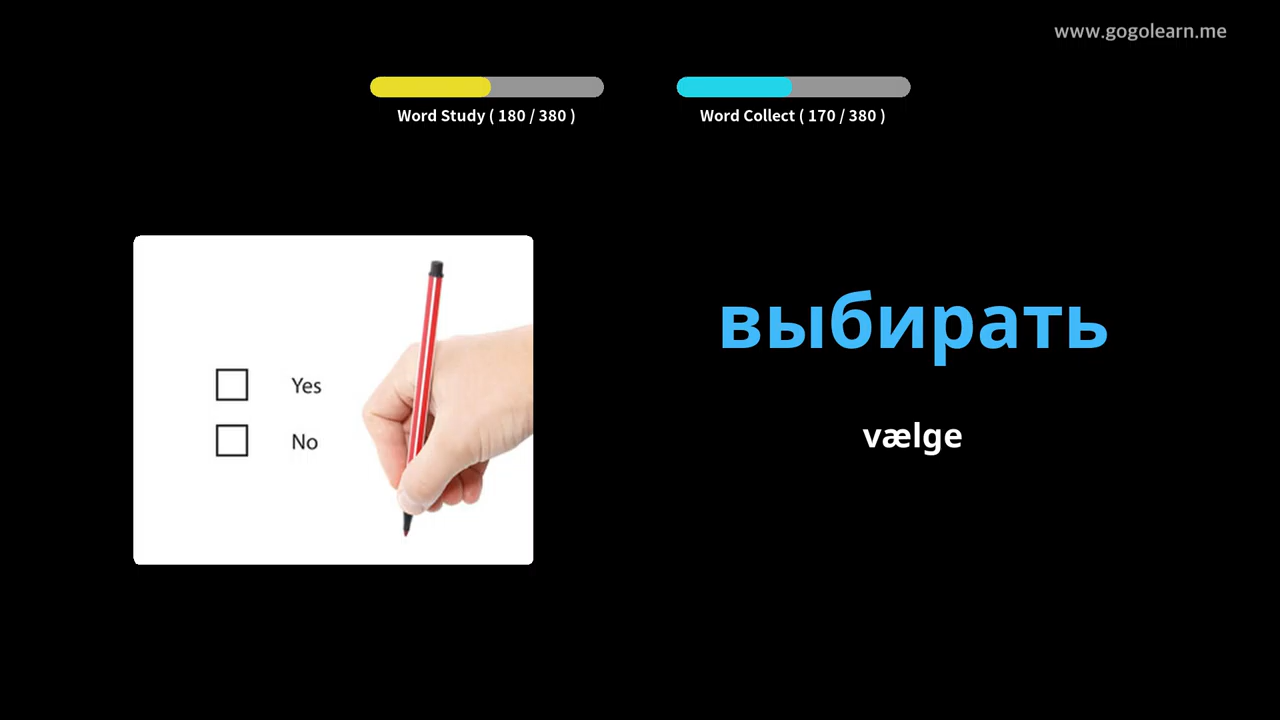 www.gogolearn.me
Word Study ( 180 / 380 )
Word Collect ( 170 / 380 )
Yes
No
выбирать
vælge